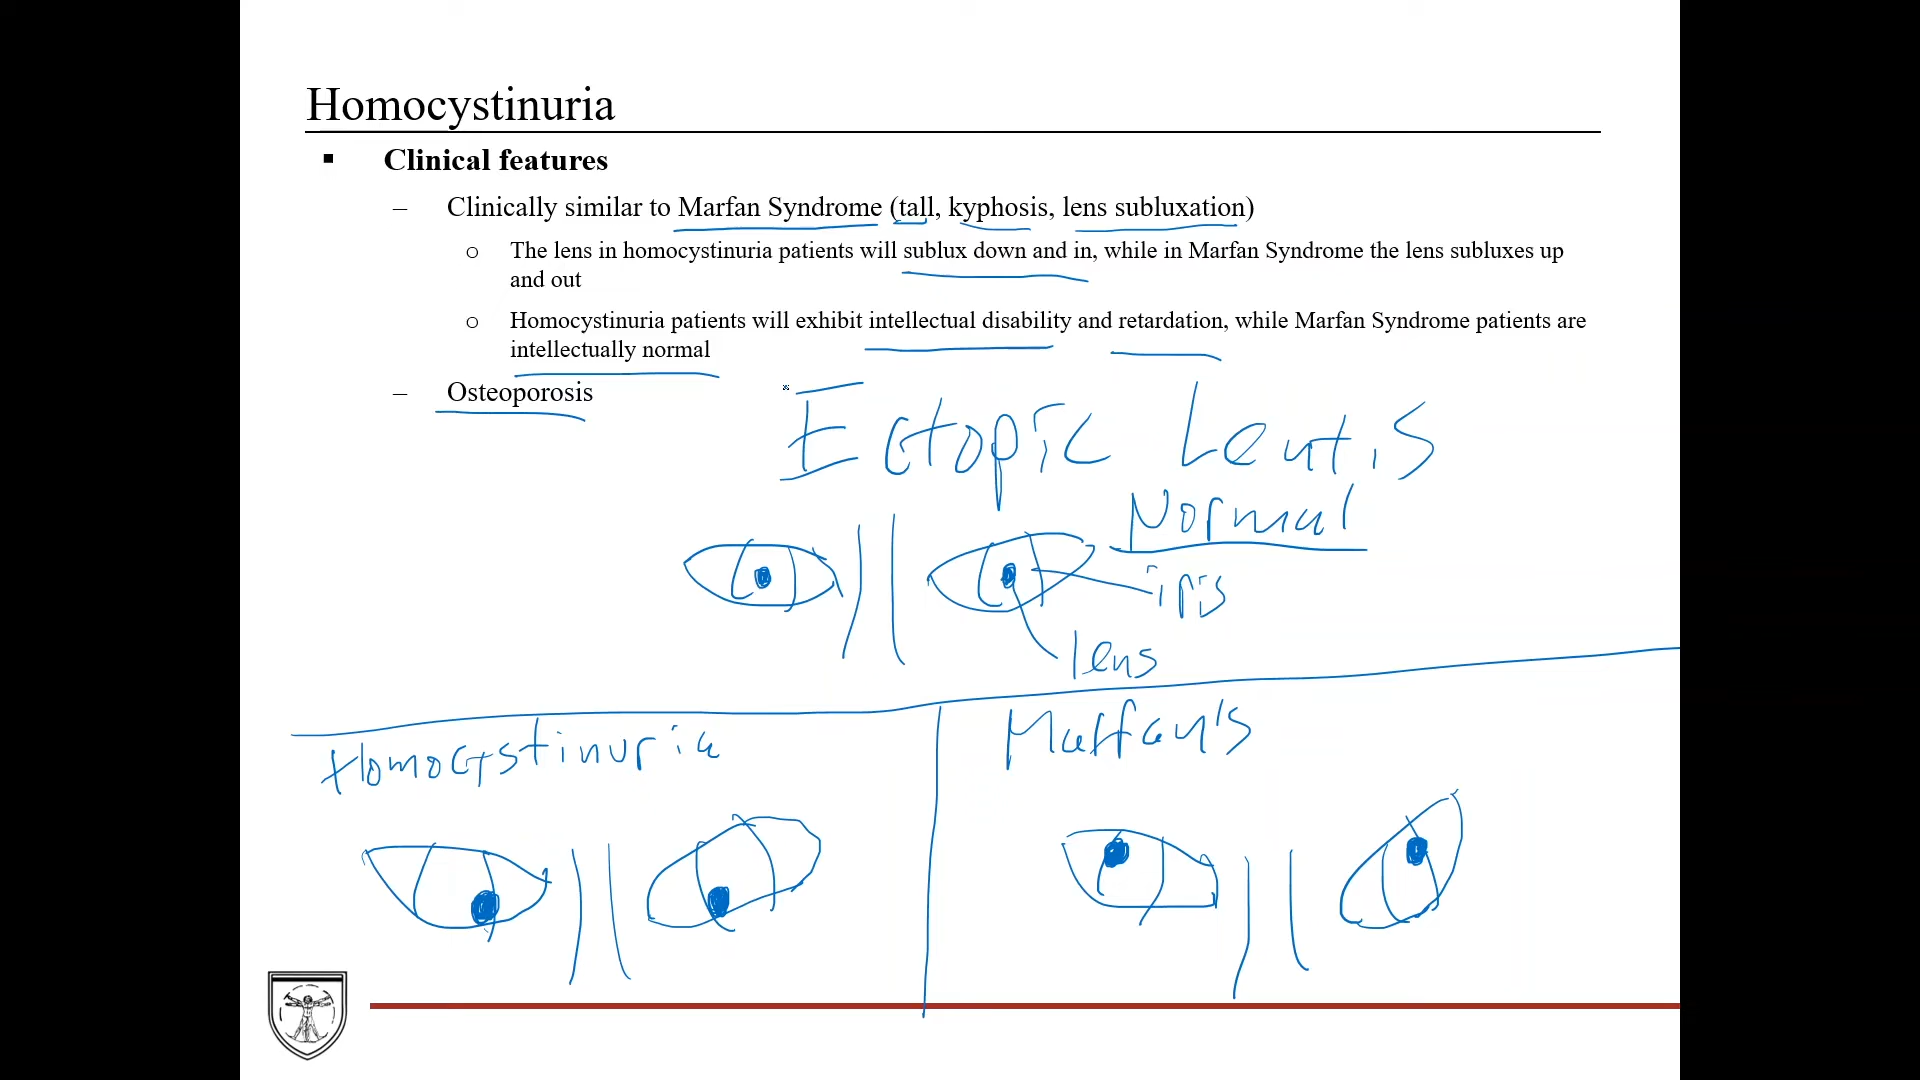 Homocystinuria
▪ Clinical features
– Clinically similar to Marfan Syndrome (tall, kyphosis, lens subluxation)
o The lens in homocystinuria patients will sublux down and in, while in Marfan Syndrome the lens subluxes up
and out
o Homocystinuria patients will exhibit intellectual disability and retardation, while Marfan Syndrome patients are
intellectually normal
– Osteoporosis
Ectopic Lentis
Normal
iris
lens
Homocystinuria
Marfan's